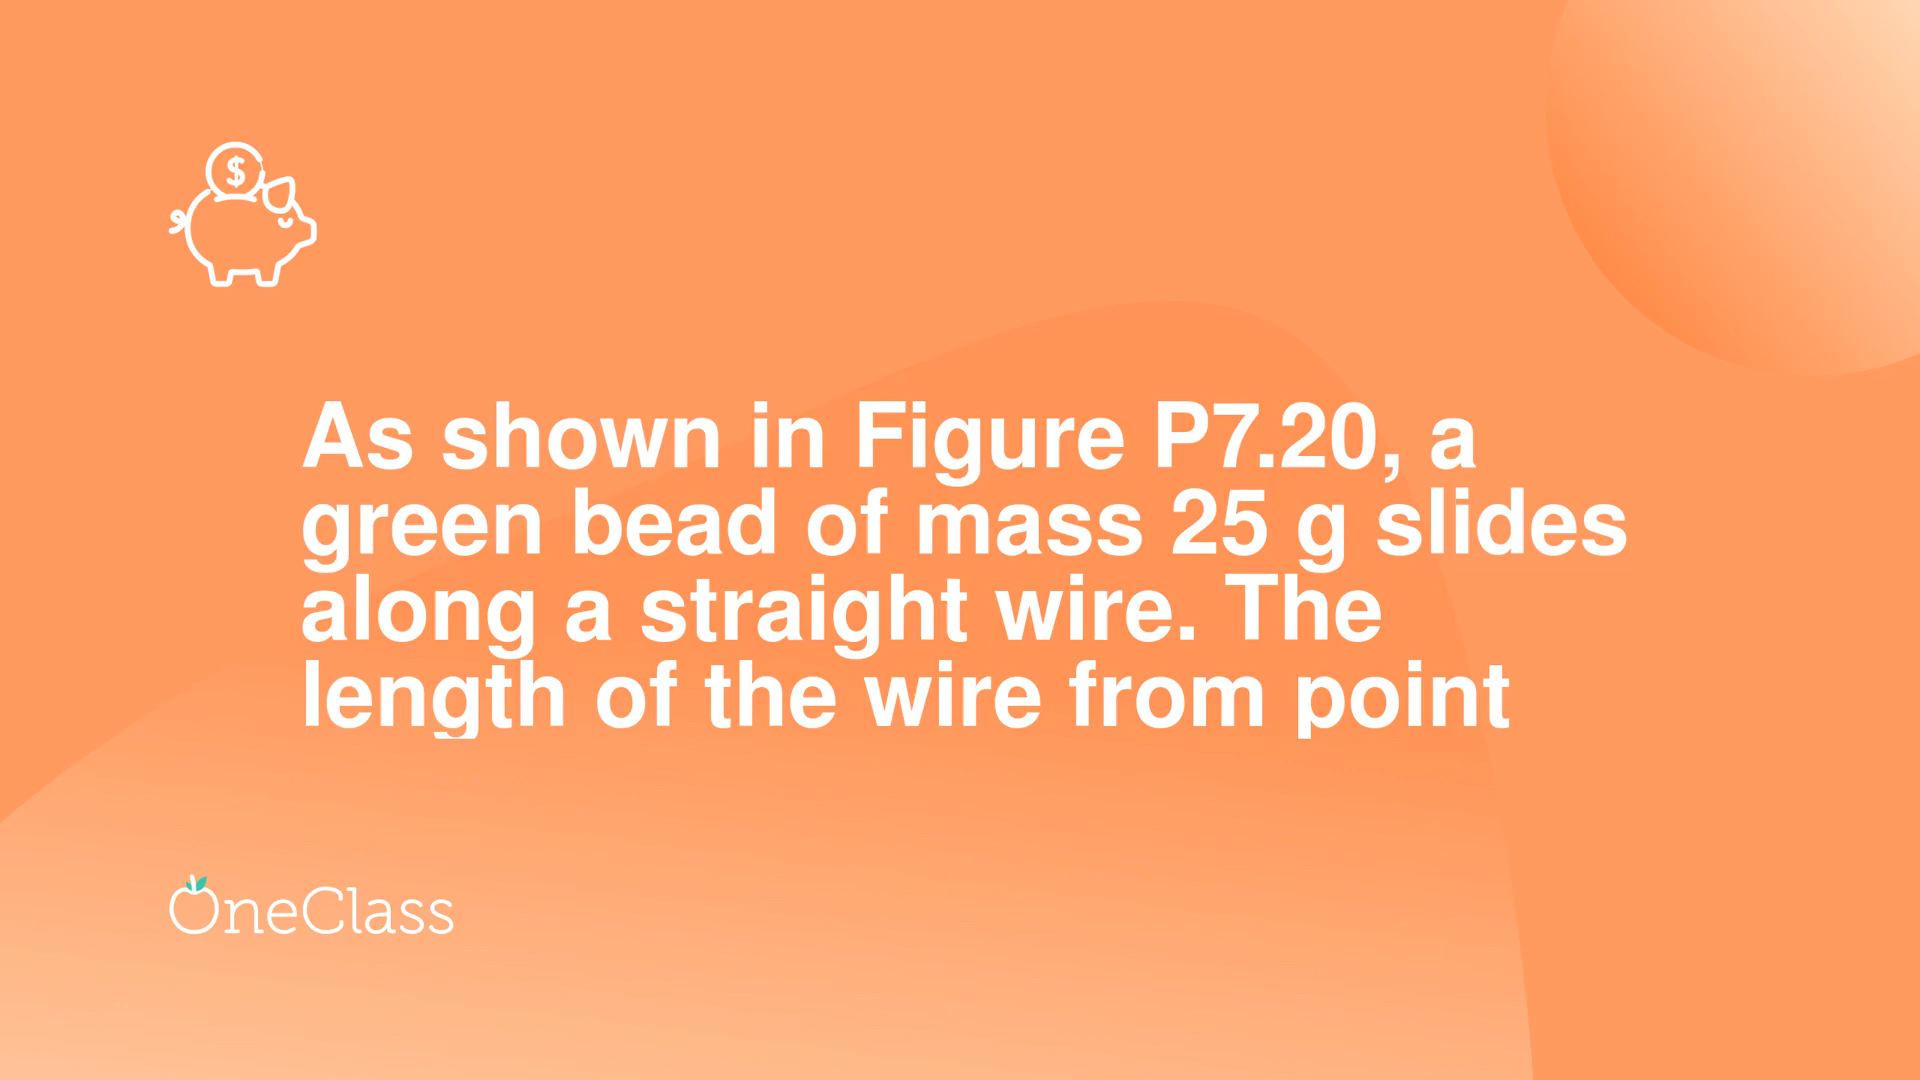 $
As shown in Figure P7.20, a
green bead of mass 25 g slides
along a straight wire. The
length of the wire from point
OneClass